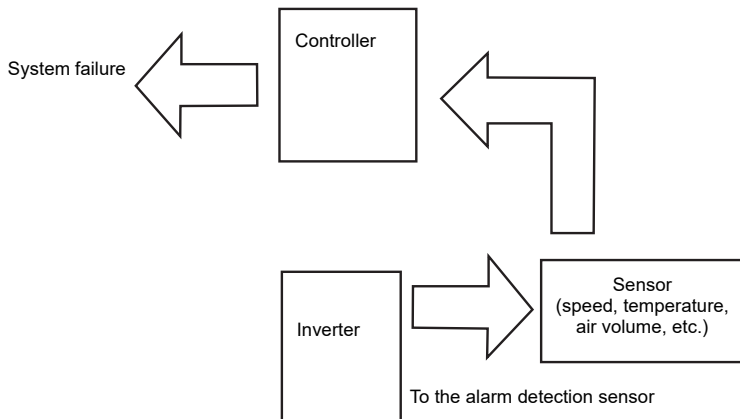 Controller
System failure
Sensor
(speed, temperature,
air volume, etc.)
Inverter
To the alarm detection sensor